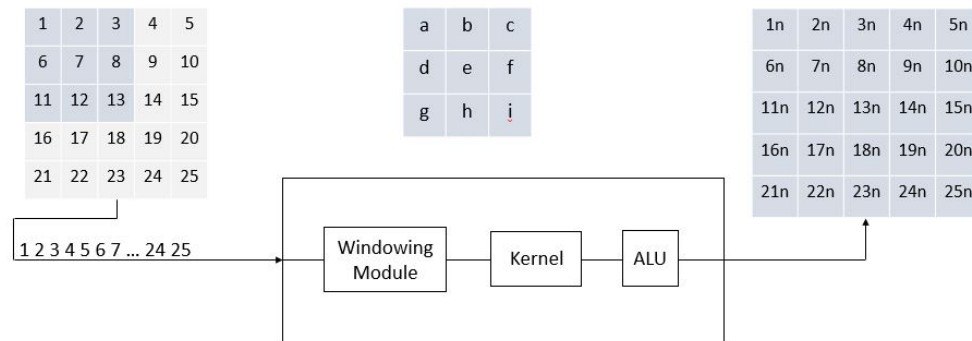 1 2 3 4 5
6 7 8 9 10
11 12 13 14 15
16 17 18 19 20
21 22 23 24 25
a b c
d e f
g h i
1n 2n 3n 4n 5n
6n 7n 8n 9n 10n
11n 12n 13n 14n 15n
16n 17n 18n 19n 20n
21n 22n 23n 24n 25n
1 2 3 4 5 6 7 ... 24 25
Windowing
Module
Kernel
ALU